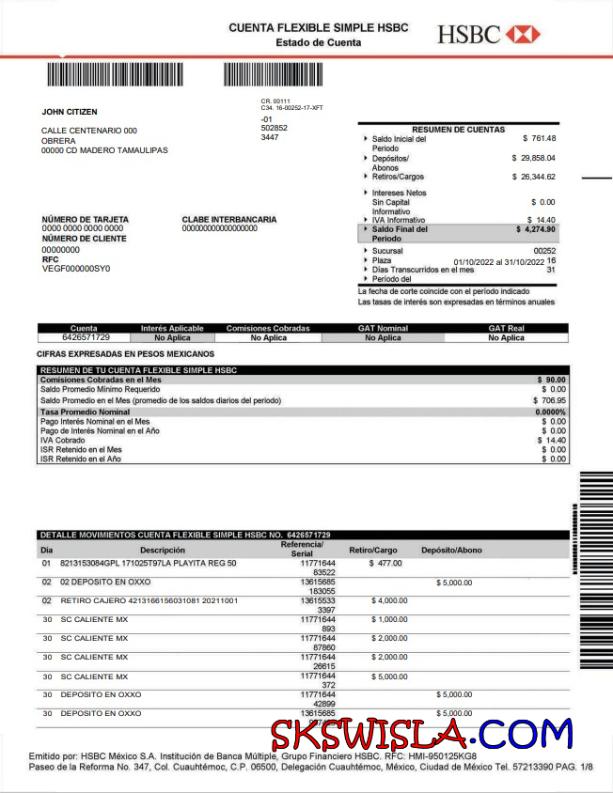 CUENTA FLEXIBLE SIMPLE HSBC
Estado de Cuenta
HSBC
JOHN CITIZEN
CALLE CENTENARIO 000
OBRERA
00000 CD MADERO TAMAULIPAS
CR. 00111
C34. 16-00252-17-XFT
-01
502852
3447
RESUMEN DE CUENTAS
Saldo Inicial del Periodo $ 761.48
Depósitos/ Abonos $ 29,858.04
Retiros/Cargos $ 26,344.62
Intereses Netos
Sin Capital $ 0.00
Informativo
IVA Informativo $ 14.40
Saldo Final del Periodo $ 4,274.90
Sucursal 00252
Plaza 01/10/2022 al 31/10/2022 16
Días Transcurridos en el mes 31
Período del
La fecha de corte coincide con el período indicado
Las tasas de interés son expresadas en términos anuales
NÚMERO DE TARJETA
0000 0000 0000 0000
NÚMERO DE CLIENTE
00000000
RFC
VEGF000000SY0
CLABE INTERBANCARIA
000000000000000000
Cuenta Interés Aplicable Comisiones Cobradas GAT Nominal GAT Real
6426571729 No Aplica No Aplica No Aplica No Aplica
CIFRAS EXPRESADAS EN PESOS MEXICANOS
RESUMEN DE TU CUENTA FLEXIBLE SIMPLE HSBC
Comisiones Cobradas en el Mes $ 90.00
Saldo Promedio Mínimo Requerido $ 0.00
Saldo Promedio en el Mes (promedio de los saldos diarios del periodo) $ 706.95
Tasa Promedio Nominal 0.0000%
Pago Interés Nominal en el Mes $ 0.00
Pago de Interés Nominal en el Año $ 0.00
IVA Cobrado $ 14.40
ISR Retenido en el Mes $ 0.00
ISR Retenido en el Año $ 0.00
DETALLE MOVIMIENTOS CUENTA FLEXIBLE SIMPLE HSBC NO. 6426571729
Día Descripción Referencia/ Serial Retiro/Cargo Depósito/Abono
01 8213153084GPL 171025T97LA PLAYITA REG 50 11771644 $ 477.00
83522
02 02 DEPOSITO EN OXXO 13615685 $ 5,000.00
183055
02 RETIRO CAJERO 4213166156031081 20211001 13615533 $ 4,000.00
3397
30 SC CALIENTE MX 11771644 $ 1,000.00
893
30 SC CALIENTE MX 11771644 $ 2,000.00
87860
30 SC CALIENTE MX 11771644 $ 2,000.00
26615
30 SC CALIENTE MX 11771644 $ 5,000.00
372
30 DEPOSITO EN OXXO 11771644 $ 5,000.00
42899
30 DEPOSITO EN OXXO 13615685 $ 5,000.00
SKSWISLA.COM
Emitido por: HSBC México S.A. Institución de Banca Múltiple, Grupo Financiero HSBC. RFC: HMI-950125KG8
Paseo de la Reforma No. 347, Col. Cuauhtémoc, C.P. 06500, Delegación Cuauhtémoc, México, Ciudad de México Tel. 57213390 PAG. 1/8